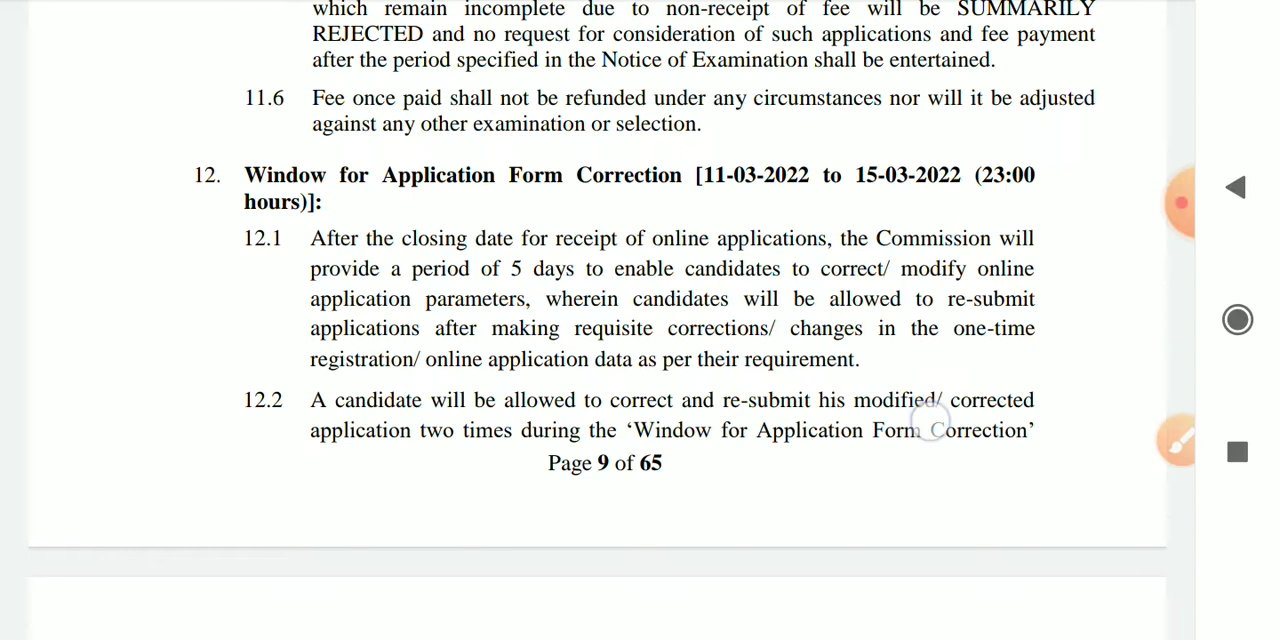 which remain incomplete due to non-receipt of fee will be SUMMARILY
REJECTED and no request for consideration of such applications and fee payment
after the period specified in the Notice of Examination shall be entertained.
11.6 Fee once paid shall not be refunded under any circumstances nor will it be adjusted
against any other examination or selection.
12. Window for Application Form Correction [11-03-2022 to 15-03-2022 (23:00
hours)]:
12.1 After the closing date for receipt of online applications, the Commission will
provide a period of 5 days to enable candidates to correct/ modify online
application parameters, wherein candidates will be allowed to re-submit
applications after making requisite corrections/ changes in the one-time
registration/ online application data as per their requirement.
12.2 A candidate will be allowed to correct and re-submit his modified/ corrected
application two times during the ‘Window for Application Form Correction’
Page 9 of 65